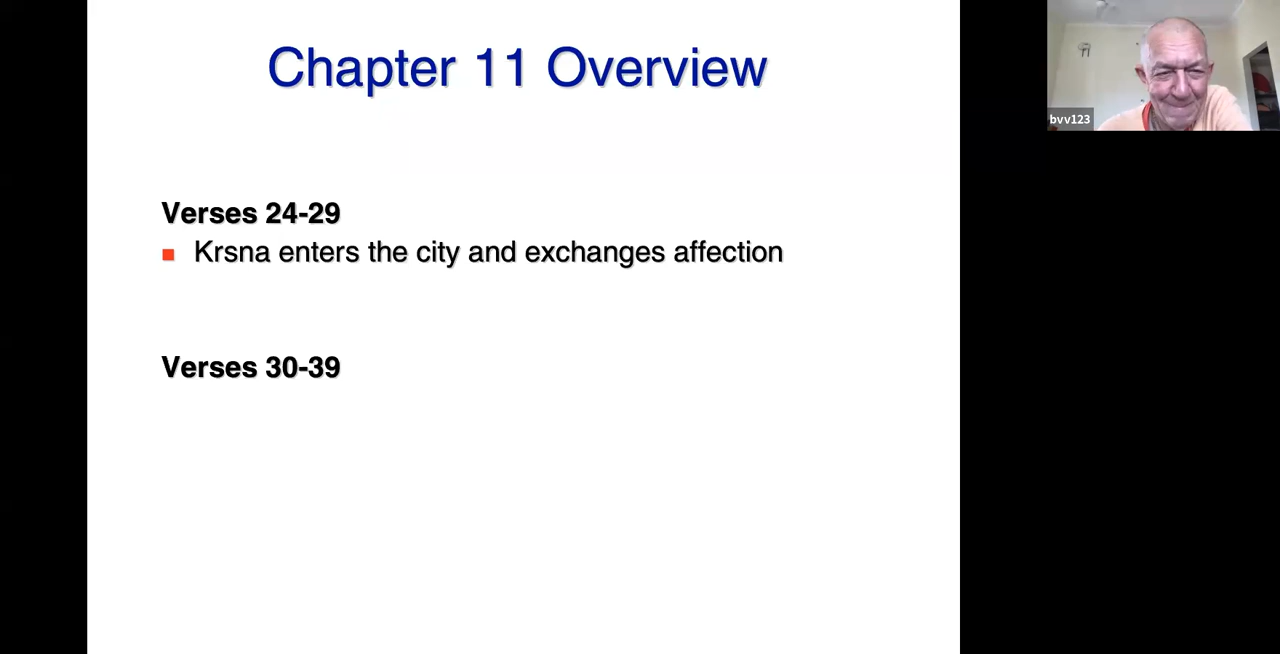 Chapter 11 Overview
bvv123
Verses 24-29
Krsna enters the city and exchanges affection
Verses 30-39